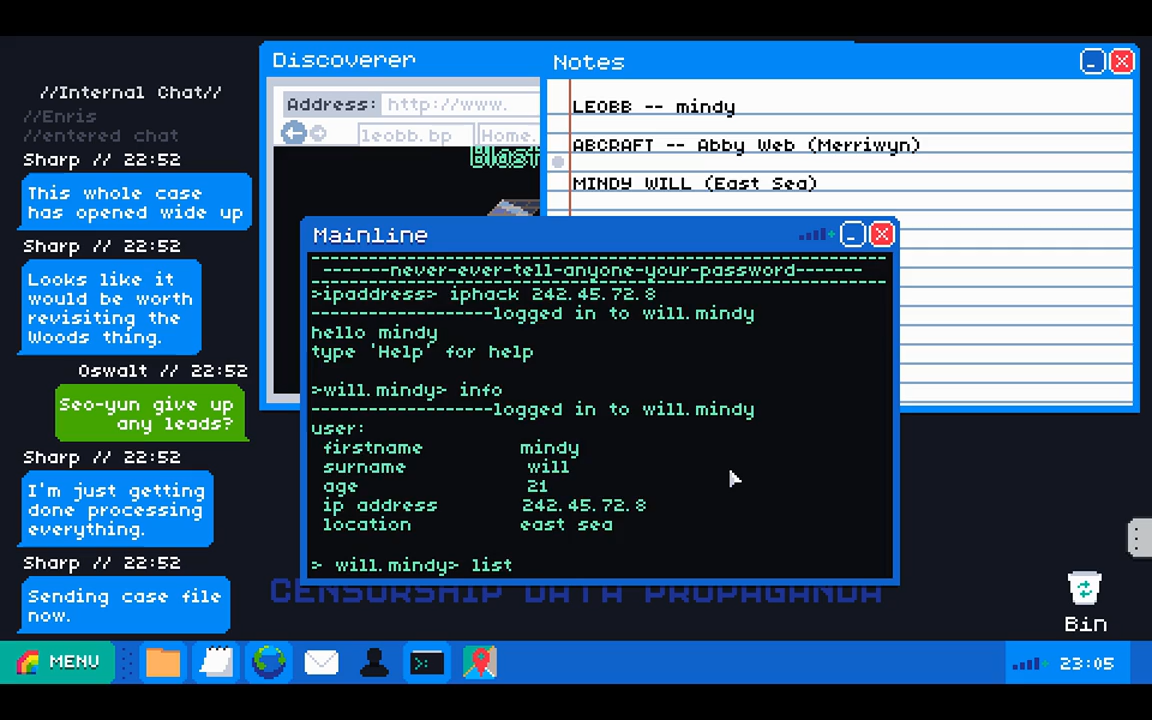 //Internal Chat//
//Enris
//entered chat
Sharp // 22:52
This whole case
has opened wide up
Sharp // 22:52
Looks like it
would be worth
revisiting the
Woods thing.
Oswalt // 22:52
Seo-yun give up
any leads?
Sharp // 22:52
I'm just getting
done processing
everything.
Sharp // 22:52
Sending case file
now.
Discoverer
Address: http://www.
leobb.bp Home.
Blast
Notes
LEOBB -- mindy
ABCRAFT -- Abby Web (Merriwyn)
MINDY WILL (East Sea)
Mainline
-------never-ever-tell-anyone-your-password-------
>ipaddress> iphack 242.45.72.8
------------------logged in to will.mindy
hello mindy
type 'Help' for help
>will.mindy> info
------------------logged in to will.mindy
user:
firstname mindy
surname will
age 21
ip address 242.45.72.8
location east sea
> will.mindy> list
CENSORSHIP DATA PROPAGANDA
Bin
MENU
23:05